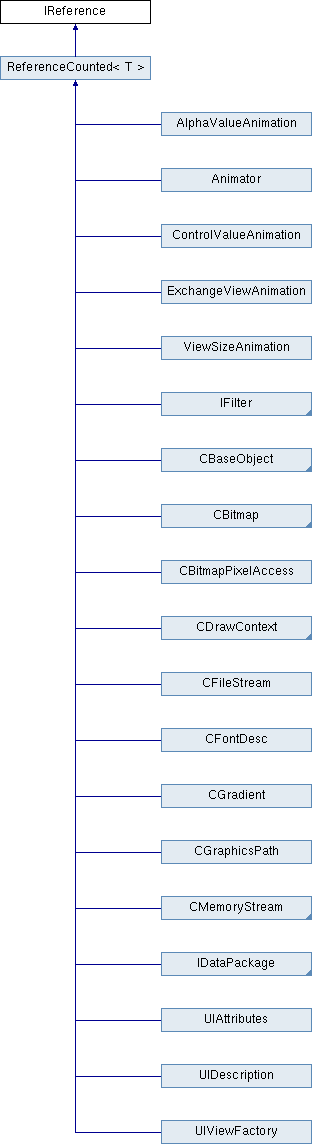 IReference
ReferenceCounted< T >
AlphaValueAnimation
Animator
ControlValueAnimation
ExchangeViewAnimation
ViewSizeAnimation
IFilter
CBaseObject
CBitmap
CBitmapPixelAccess
CDrawContext
CFileStream
CFontDesc
CGradient
CGraphicsPath
CMemoryStream
IDataPackage
UIAttributes
UIDescription
UIViewFactory